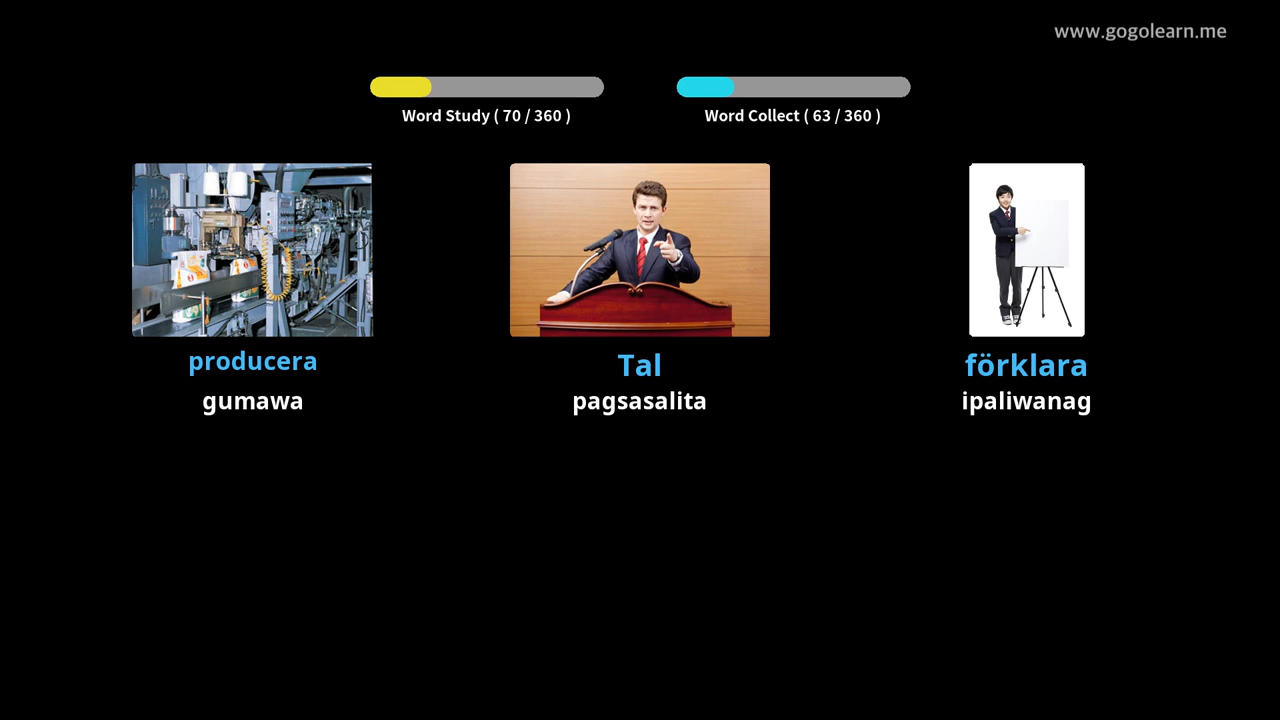 www.gogolearn.me
Word Study ( 70 / 360 )
Word Collect ( 63 / 360 )
producera
Tal
förklara
gumawa
pagsasalita
ipaliwanag